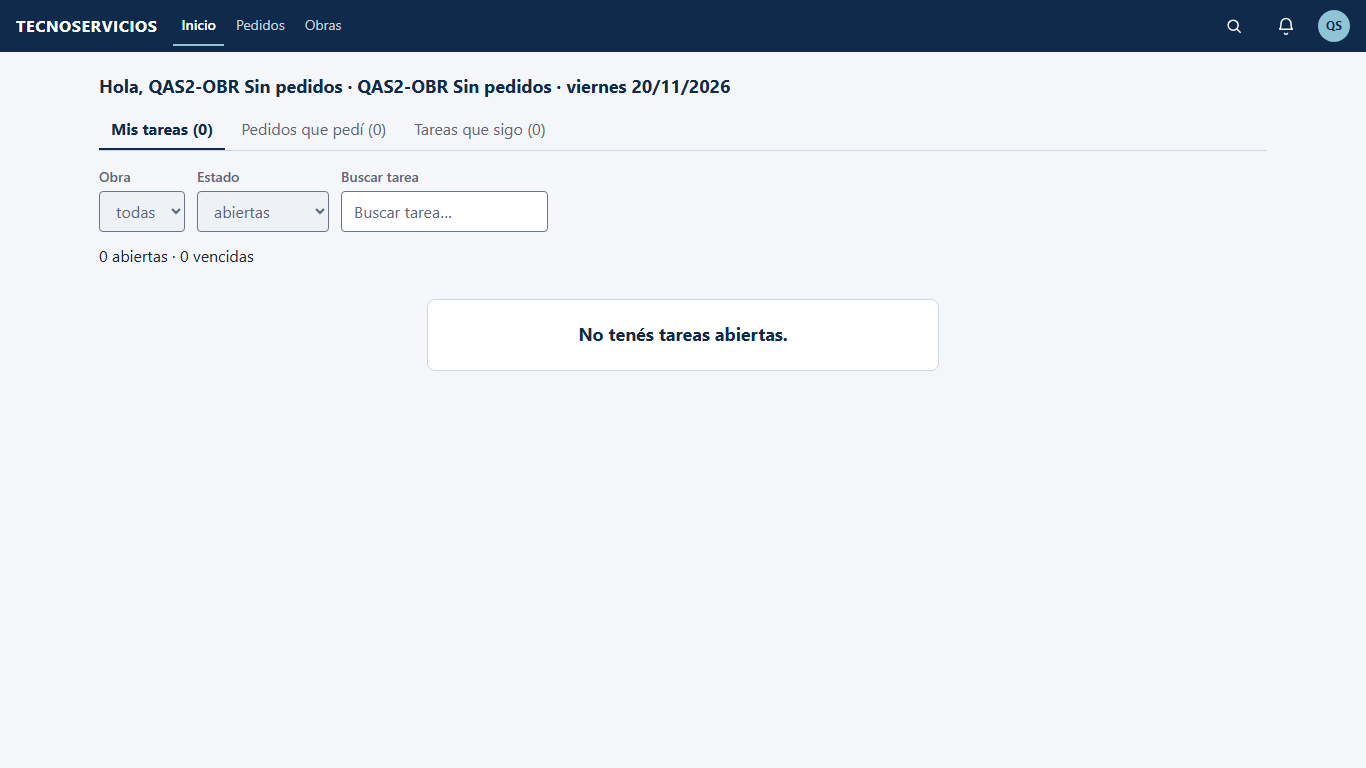 TECNOSERVICIOS Inicio Pedidos Obras QS
Hola, QAS2-OBR Sin pedidos · QAS2-OBR Sin pedidos · viernes 20/11/2026
Mis tareas (0) Pedidos que pedí (0) Tareas que sigo (0)
Obra Estado Buscar tarea
todas abiertas Buscar tarea...
0 abiertas · 0 vencidas
No tenés tareas abiertas.